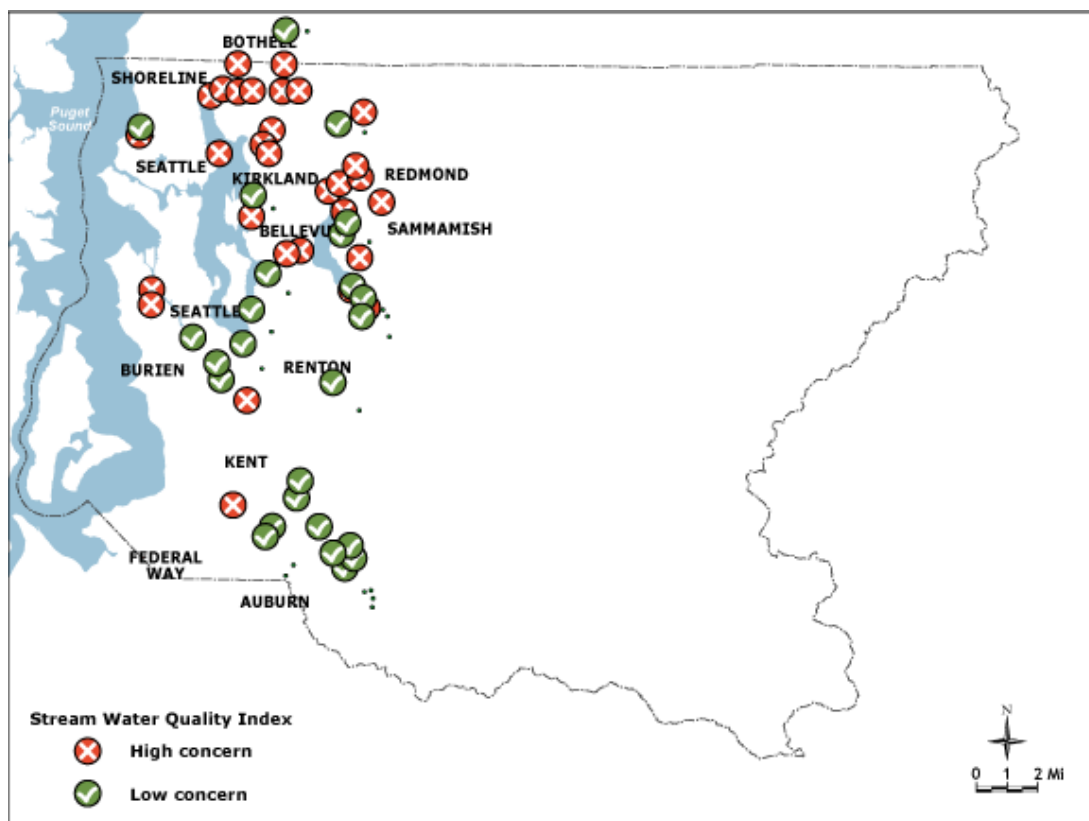 BOTHELL
SHORELINE
Puget
Sound
SEATTLE
KIRKLAND
REDMOND
BELLEVU
SAMMAMISH
SEATTLE
BURIEN
RENTON
KENT
FEDERAL
WAY
AUBURN
Stream Water Quality Index
High concern
Low concern
N
0 1 2 Mi